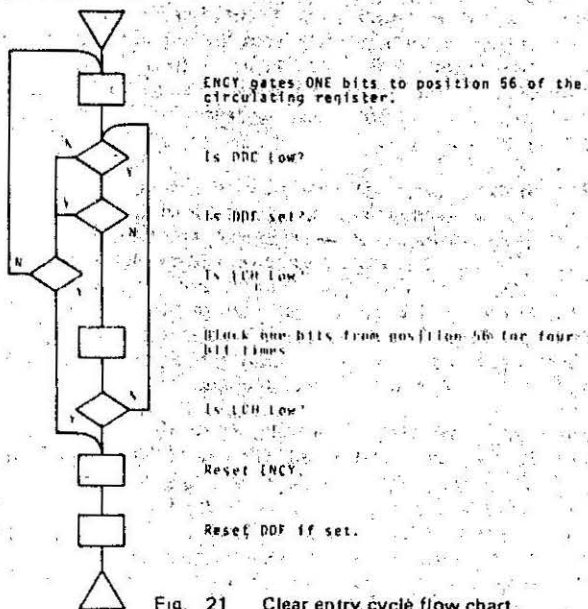 ENCY gates ONE bits to position 56 of the
circulating register.
N
Is DDC low?
Y
Y
Is DDF set?
N
N
Is LCH low?
Y
Block one bits from position 56 for four
bit times
N
Is LCH low?
Y
Reset ENCY.
Reset DDF if set.
Fig. 21 Clear entry cycle flow chart